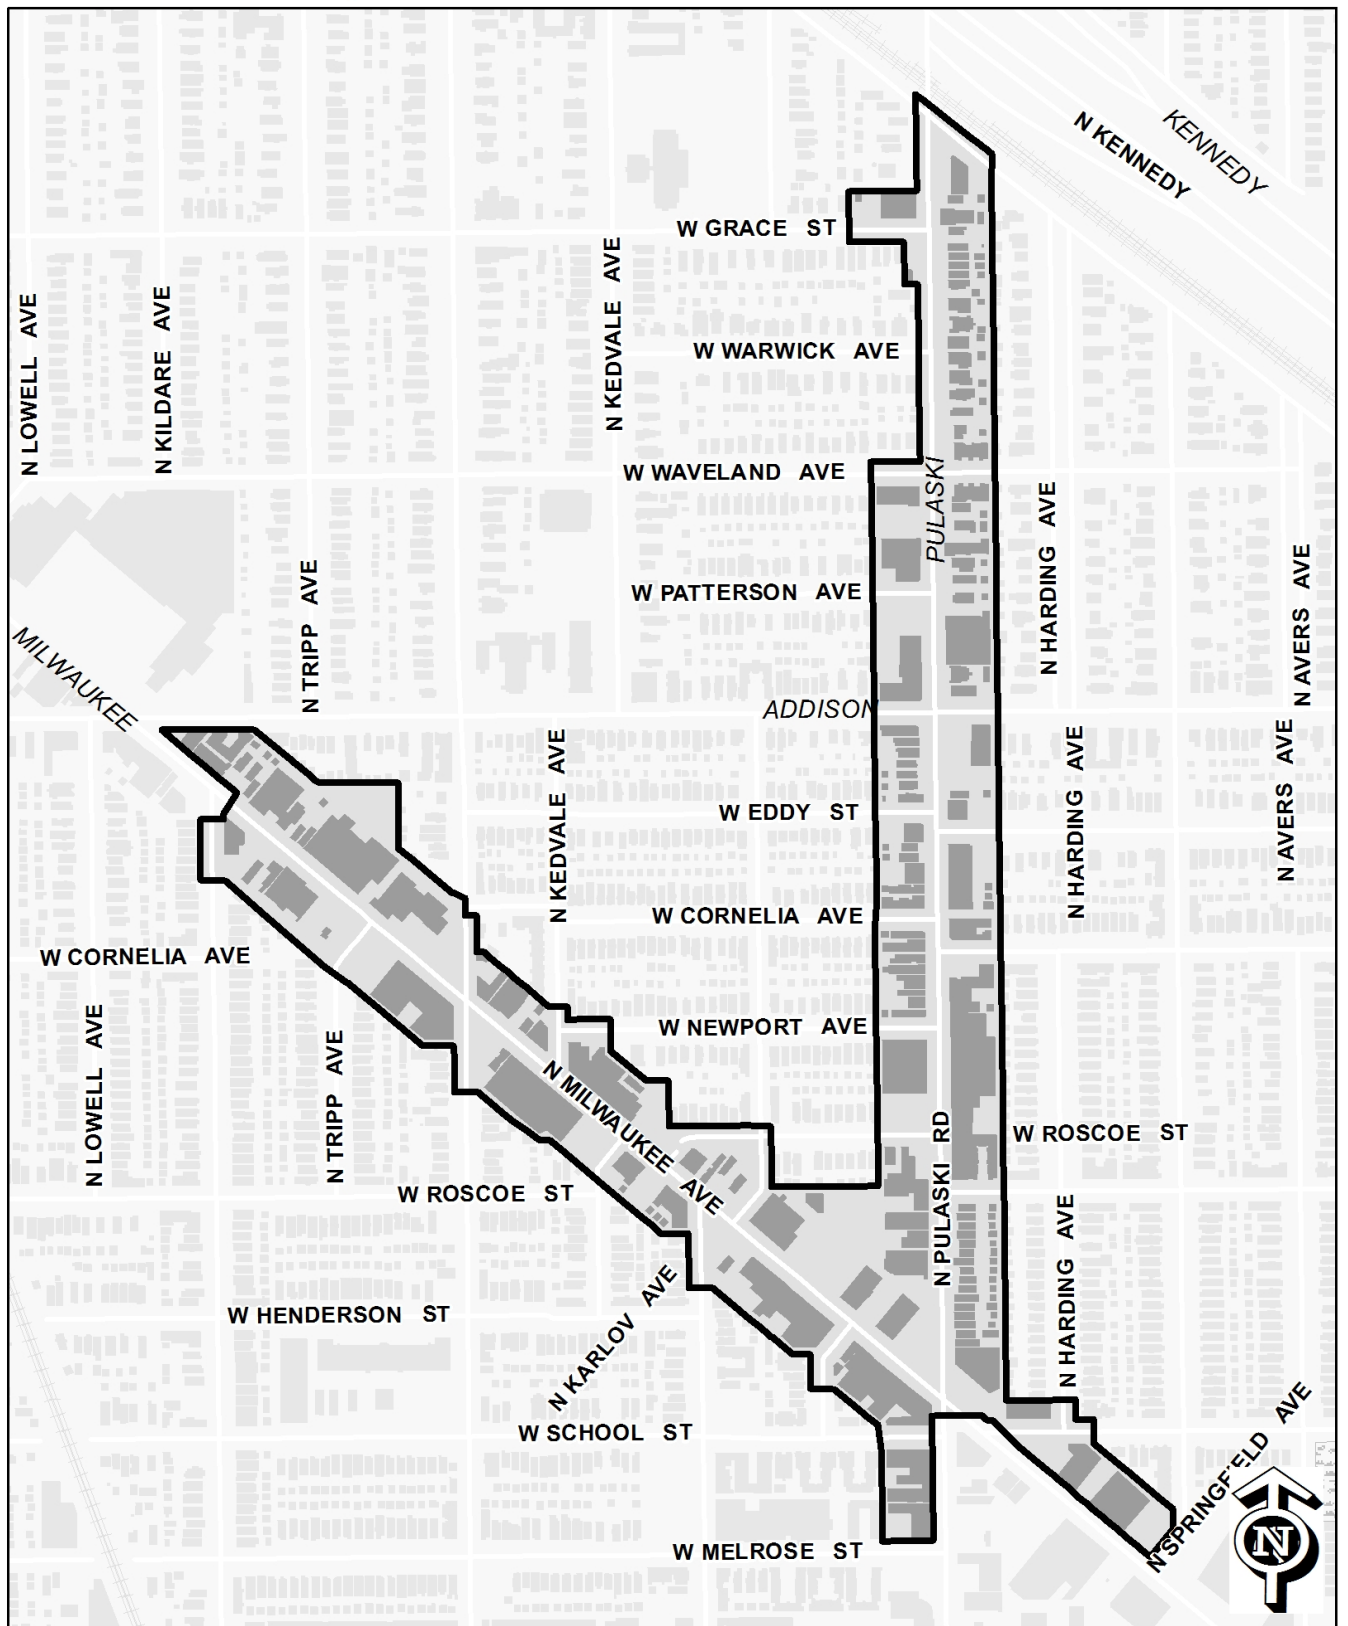 KENNEDY
N KENNEDY
W GRACE ST
N KEDVALE AVE
N LOWELL AVE
N KILDARE AVE
W WARWICK AVE
W WAVELAND AVE
PULASKI
N HARDING AVE
N AVERS AVE
N TRIPP AVE
W PATTERSON AVE
MILWAUKEE
ADDISON
N KEDVALE AVE
N HARDING AVE
N AVERS AVE
W EDDY ST
W CORNELIA AVE
W CORNELIA AVE
N LOWELL AVE
N TRIPP AVE
W NEWPORT AVE
N MILWAUKEE AVE
N PULASKI RD
W ROSCOE ST
W ROSCOE ST
N HARDING AVE
N KARLOV AVE
W HENDERSON ST
W SCHOOL ST
N SPRINGFIELD AVE
W MELROSE ST
N